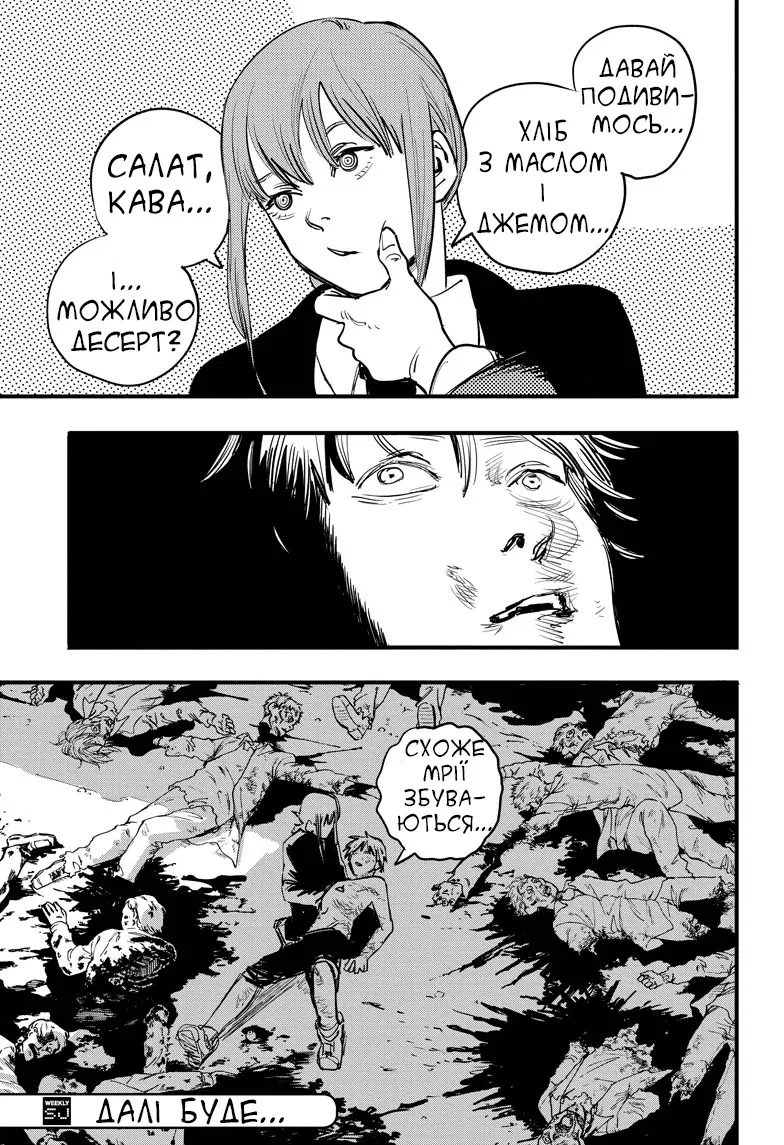 ДАВАЙ
ПОДИВИ-
МОСЬ...
ХЛІБ
З МАСЛОМ
І
ДЖЕМОМ...
САЛАТ,
КАВА...
І...
МОЖЛИВО
ДЕСЕРТ?
СХОЖЕ
МРІЇ
ЗБУВА-
ЮТЬСЯ...
WEEKLY
SJ
ДАЛІ БУДЕ...